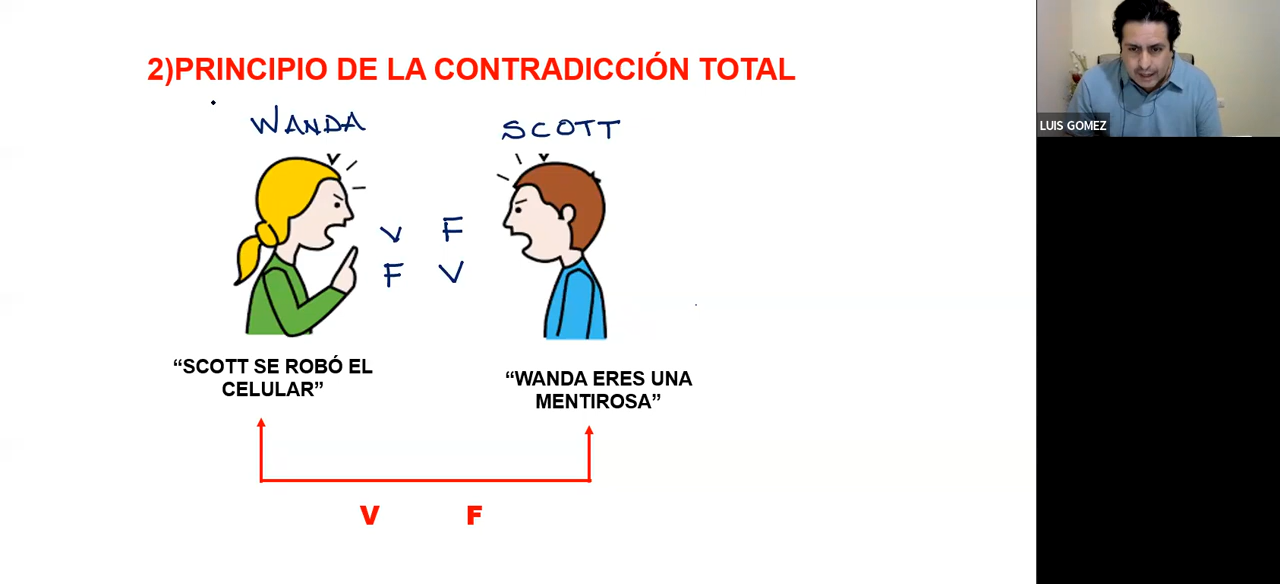 2)PRINCIPIO DE LA CONTRADICCIÓN TOTAL
WANDA SCOTT
V F
F V
“SCOTT SE ROBÓ EL
CELULAR”
“WANDA ERES UNA
MENTIROSA”
V F
LUIS GOMEZ